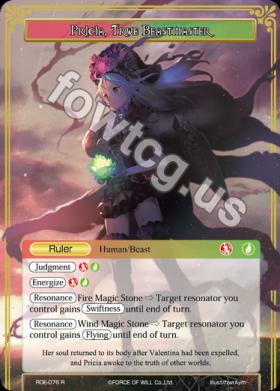 Pricia, True Beastmaster
fowtcg.us
Ruler Human/Beast
Judgment
Energize
Resonance Fire Magic Stone ⇨ Target resonator you
control gains Swiftness until end of turn.
Resonance Wind Magic Stone ⇨ Target resonator you
control gains Flying until end of turn.
Her soul returned to its body after Valentina had been expelled,
and Pricia awoke to the truth of other worlds.
RDE-076 R ©FORCE OF WILL Co.,Ltd.